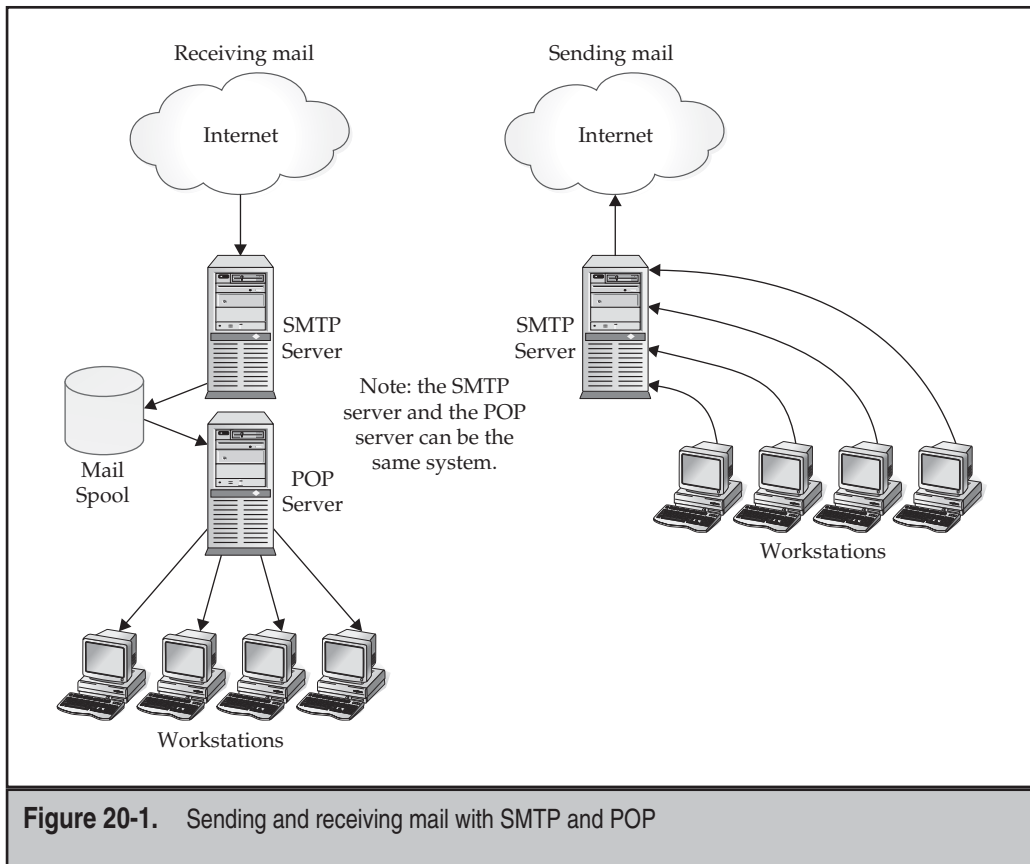 Receiving mail
Internet
SMTP
Server
Mail
Spool
POP
Server
Workstations
Sending mail
Internet
SMTP
Server
Note: the SMTP
server and the POP
server can be the
same system.
Workstations
Figure 20-1. Sending and receiving mail with SMTP and POP